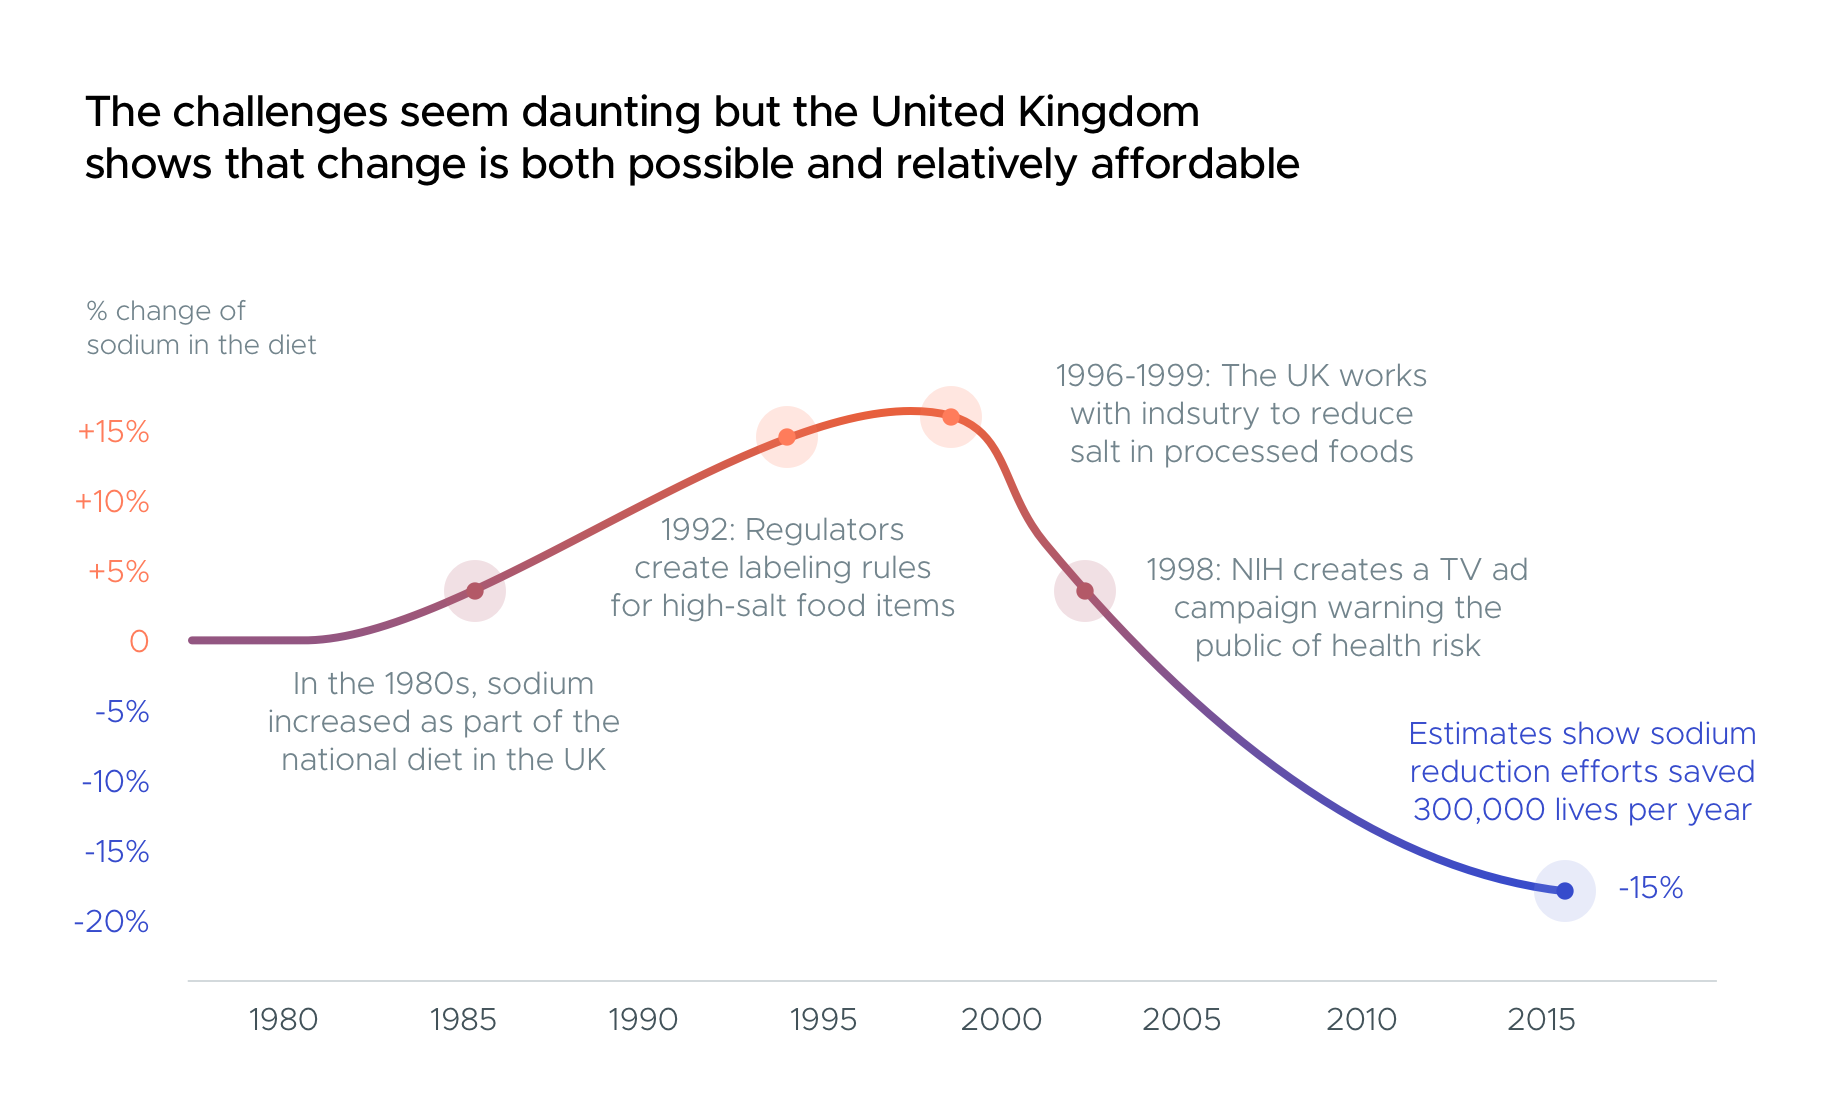 The challenges seem daunting but the United Kingdom
shows that change is both possible and relatively affordable
% change of
sodium in the diet
+15%
+10%
+5%
0
-5%
-10%
-15%
-20%
In the 1980s, sodium
increased as part of the
national diet in the UK
1992: Regulators
create labeling rules
for high-salt food items
1996-1999: The UK works
with indsutry to reduce
salt in processed foods
1998: NIH creates a TV ad
campaign warning the
public of health risk
Estimates show sodium
reduction efforts saved
300,000 lives per year
-15%
1980
1985
1990
1995
2000
2005
2010
2015